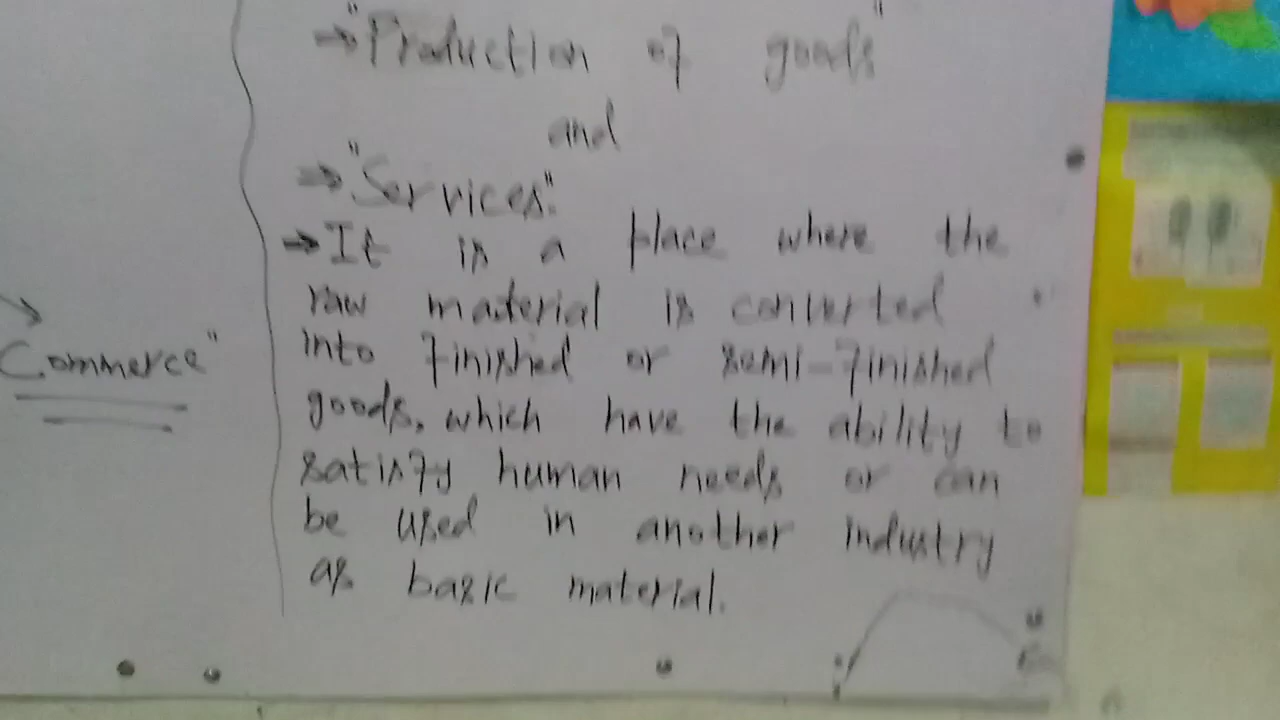 →"Production of goods"
and
⇒"Services".
→It is a place where the
raw material is converted
into finished or semi-finished
goods, which have the ability to
satisfy human needs or can
be used in another industry
as basic material.
Commerce"